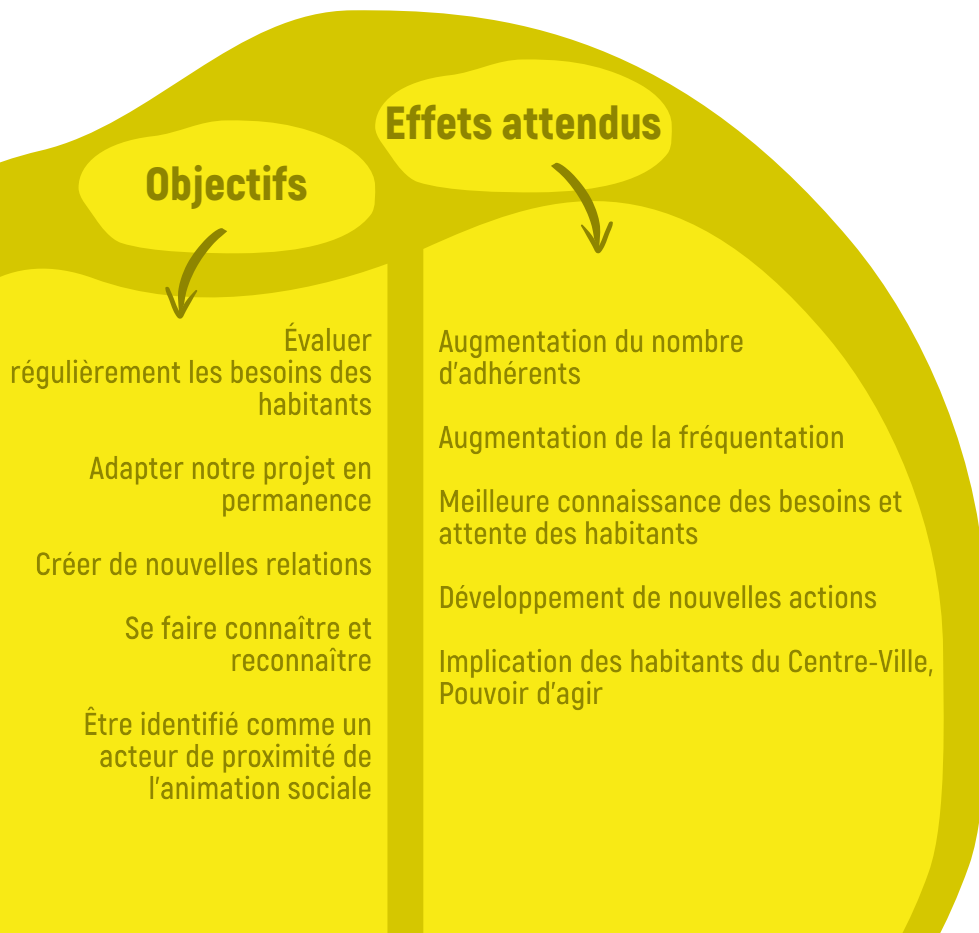 Objectifs
Évaluer
régulièrement les besoins des
habitants
Adapter notre projet en
permanence
Créer de nouvelles relations
Se faire connaître et
reconnaître
Être identifié comme un
acteur de proximité de
l'animation sociale
Effets attendus
Augmentation du nombre
d'adhérents
Augmentation de la fréquentation
Meilleure connaissance des besoins et
attente des habitants
Développement de nouvelles actions
Implication des habitants du Centre-Ville,
Pouvoir d'agir